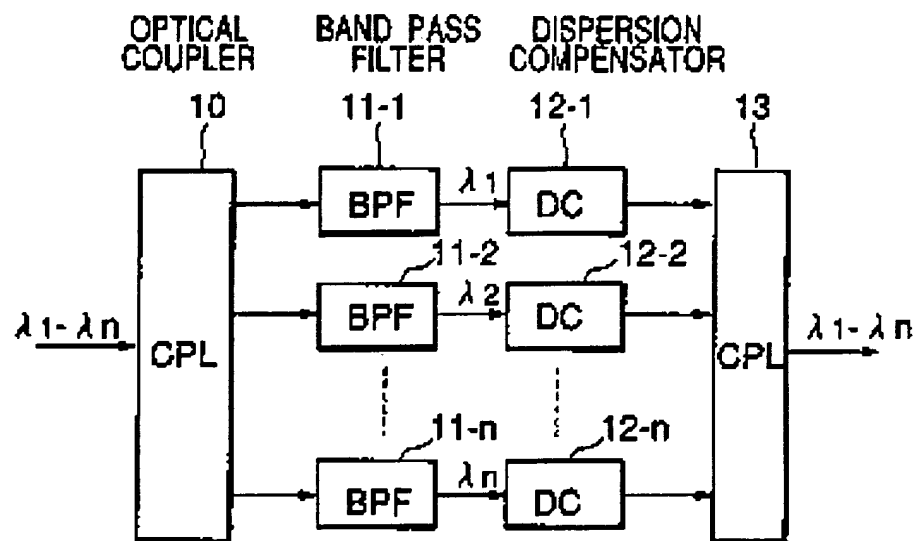 OPTICAL COUPLER
BAND PASS FILTER
DISPERSION COMPENSATOR
10
11-1
12-1
13
BPF
λ1
DC
11-2
12-2
BPF
λ2
DC
λ1-λn
CPL
CPL
λ1-λn
11-n
12-n
BPF
λn
DC